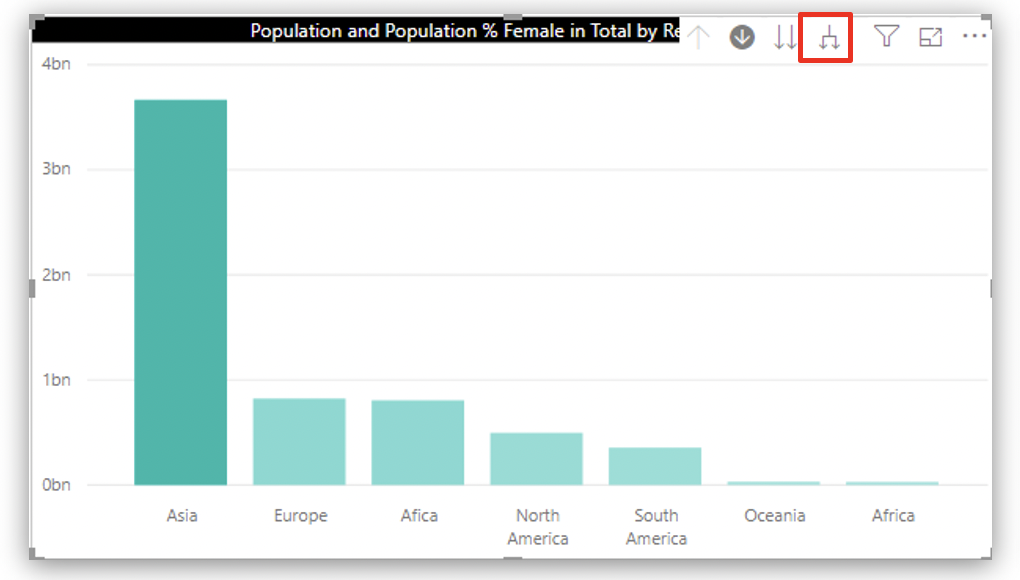 Population and Population % Female in Total by Re
4bn
3bn
2bn
1bn
0bn
Asia
Europe
Afica
North
America
South
America
Oceania
Africa